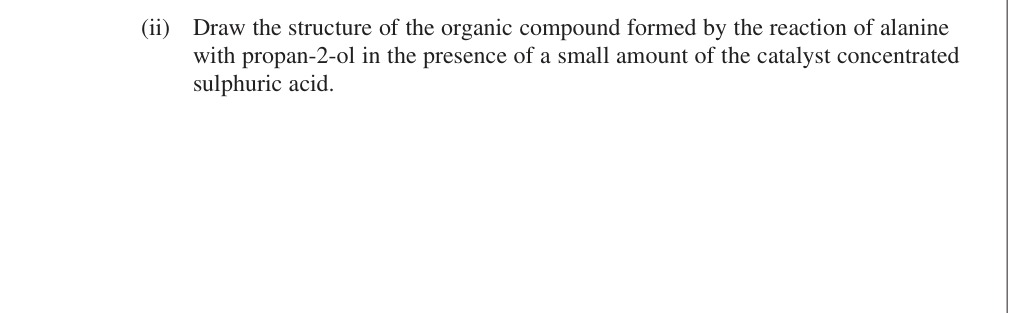 (ii) Draw the structure of the organic compound formed by the reaction of alanine
with propan-2-ol in the presence of a small amount of the catalyst concentrated
sulphuric acid.